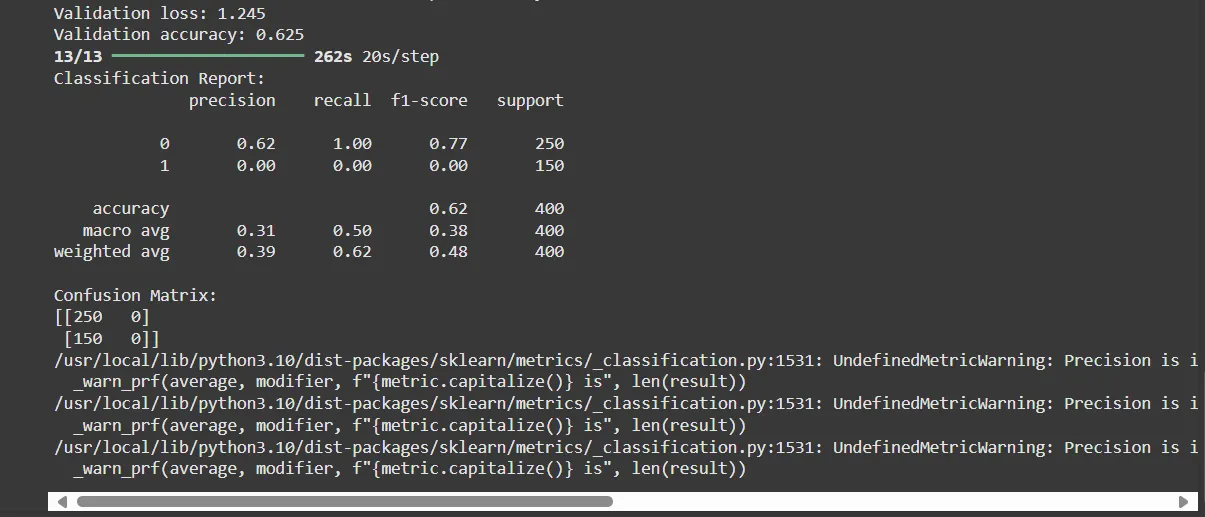 Validation loss: 1.245
Validation accuracy: 0.625
13/13 ━━━━━━━━━━━━━━━━━━━━ 262s 20s/step
Classification Report:
              precision    recall  f1-score   support

           0       0.62      1.00      0.77       250
           1       0.00      0.00      0.00       150

    accuracy                           0.62       400
   macro avg       0.31      0.50      0.38       400
weighted avg       0.39      0.62      0.48       400

Confusion Matrix:
[[250   0]
 [150   0]]
/usr/local/lib/python3.10/dist-packages/sklearn/metrics/_classification.py:1531: UndefinedMetricWarning: Precision is i
  _warn_prf(average, modifier, f"{metric.capitalize()} is", len(result))
/usr/local/lib/python3.10/dist-packages/sklearn/metrics/_classification.py:1531: UndefinedMetricWarning: Precision is i
  _warn_prf(average, modifier, f"{metric.capitalize()} is", len(result))
/usr/local/lib/python3.10/dist-packages/sklearn/metrics/_classification.py:1531: UndefinedMetricWarning: Precision is i
  _warn_prf(average, modifier, f"{metric.capitalize()} is", len(result))